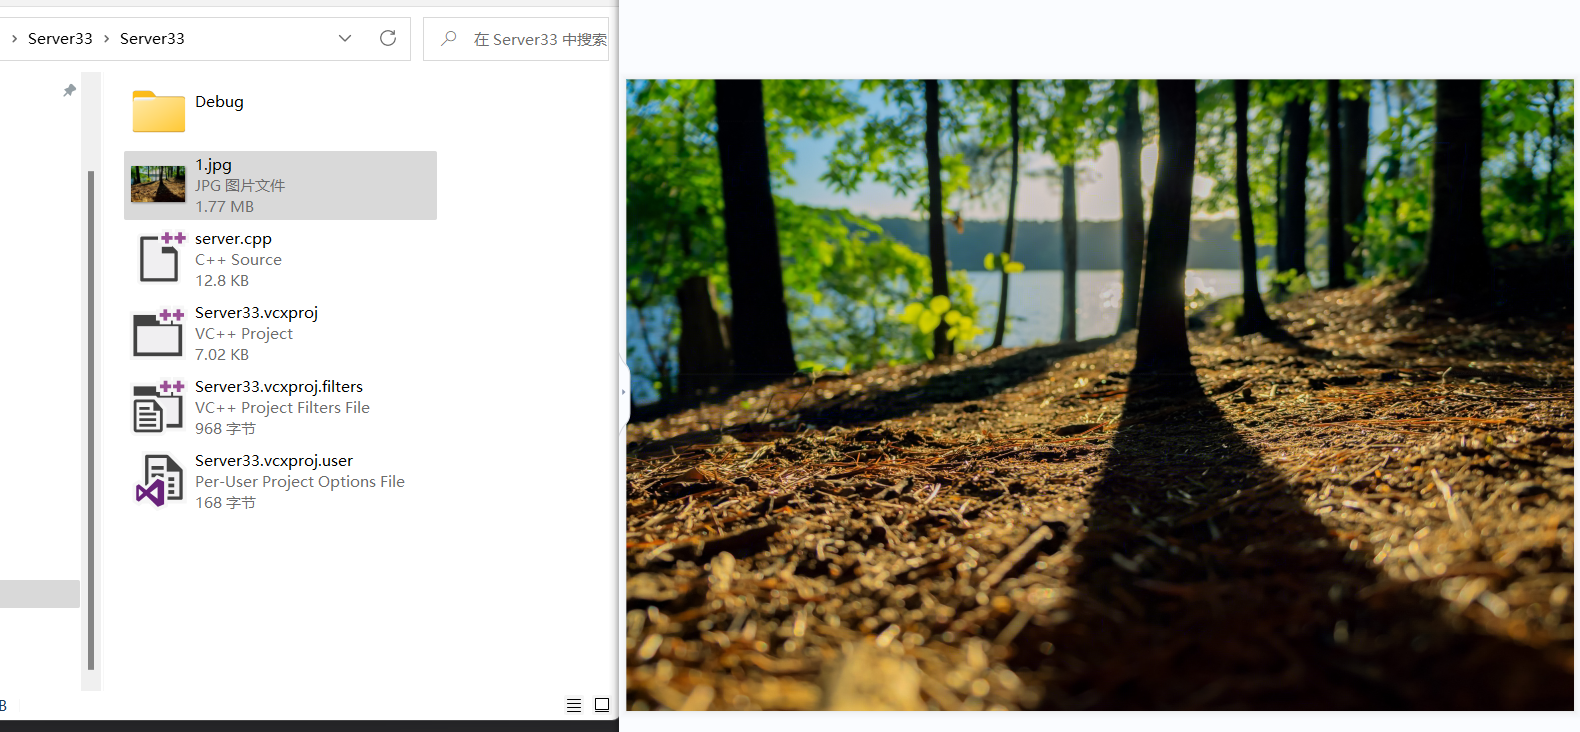 Server33 > Server33
在 Server33 中搜索
Debug
1.jpg
JPG 图片文件
1.77 MB
server.cpp
C++ Source
12.8 KB
Server33.vcxproj
VC++ Project
7.02 KB
Server33.vcxproj.filters
VC++ Project Filters File
968 字节
Server33.vcxproj.user
Per-User Project Options File
168 字节
B